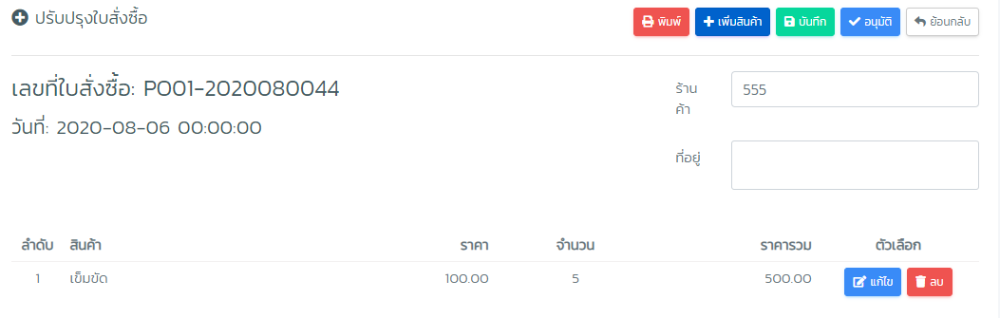 ปรับปรุงใบสั่งซื้อ
พิมพ์ เพิ่มสินค้า บันทึก อนุมัติ ย้อนกลับ
เลขที่ใบสั่งซื้อ: PO01-2020080044
วันที่: 2020-08-06 00:00:00
ร้าน
ค้า
555
ที่อยู่
ลำดับ สินค้า ราคา จำนวน ราคารวม ตัวเลือก
1 เข็มขัด 100.00 5 500.00 แก้ไข ลบ